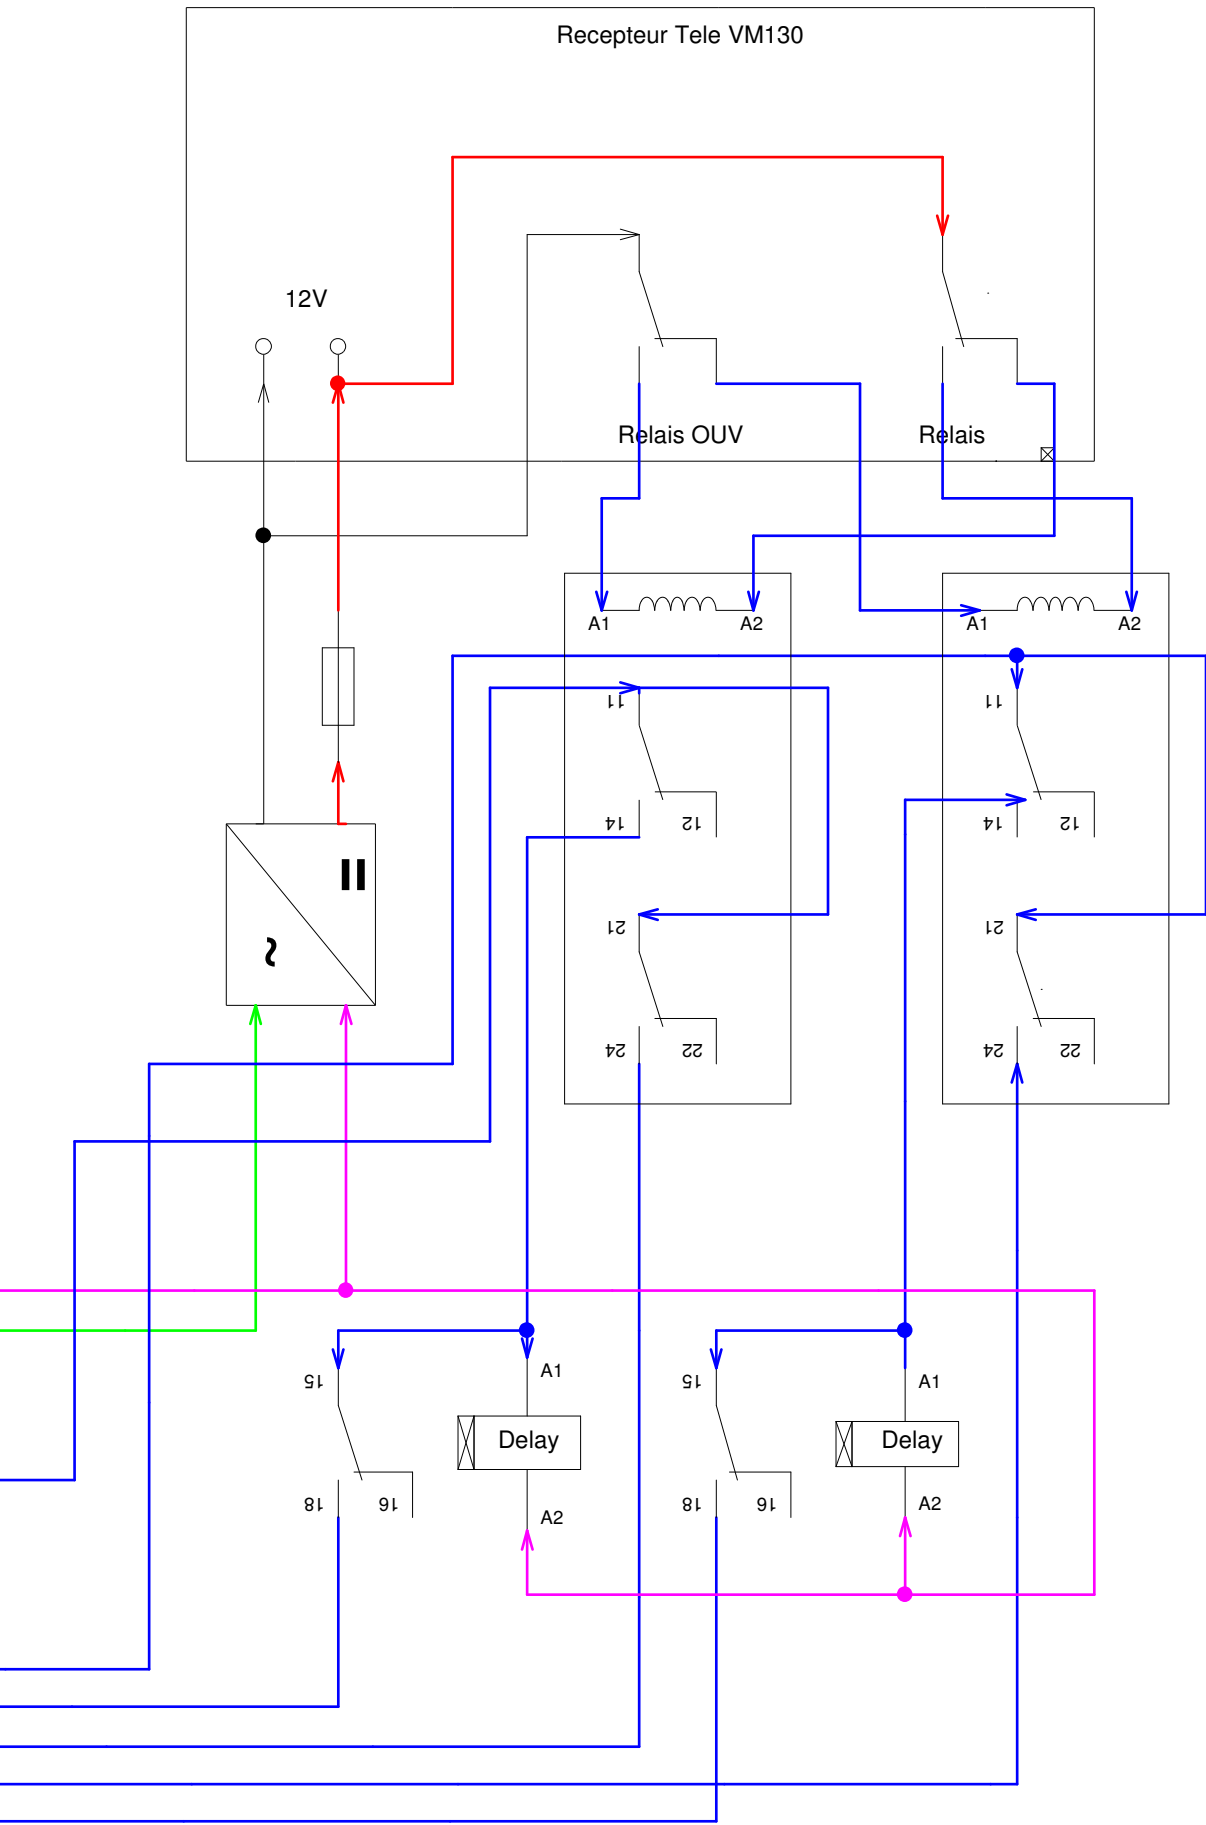 Recepteur Tele VM130
12V
Relais OUV
Relais
A1
A2
A1
A2
11
11
14
12
14
12
21
21
24
22
24
22
~
=
A1
15
15
A1
Delay
Delay
18
16
A2
18
16
A2